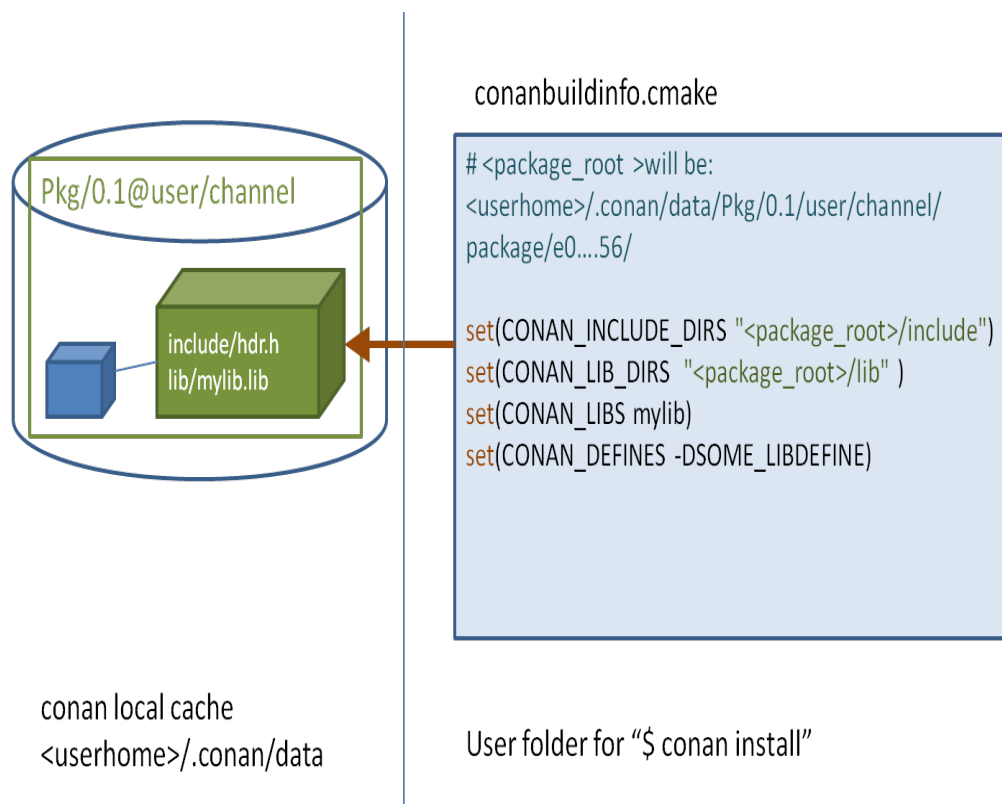 Pkg/0.1@user/channel
include/hdr.h
lib/mylib.lib
conan local cache
<userhome>/.conan/data
conanbuildinfo.cmake
# <package_root >will be:
<userhome>/.conan/data/Pkg/0.1/user/channel/
package/e0....56/
set(CONAN_INCLUDE_DIRS "<package_root>/include")
set(CONAN_LIB_DIRS  "<package_root>/lib" )
set(CONAN_LIBS mylib)
set(CONAN_DEFINES -DSOME_LIBDEFINE)
User folder for “$ conan install”